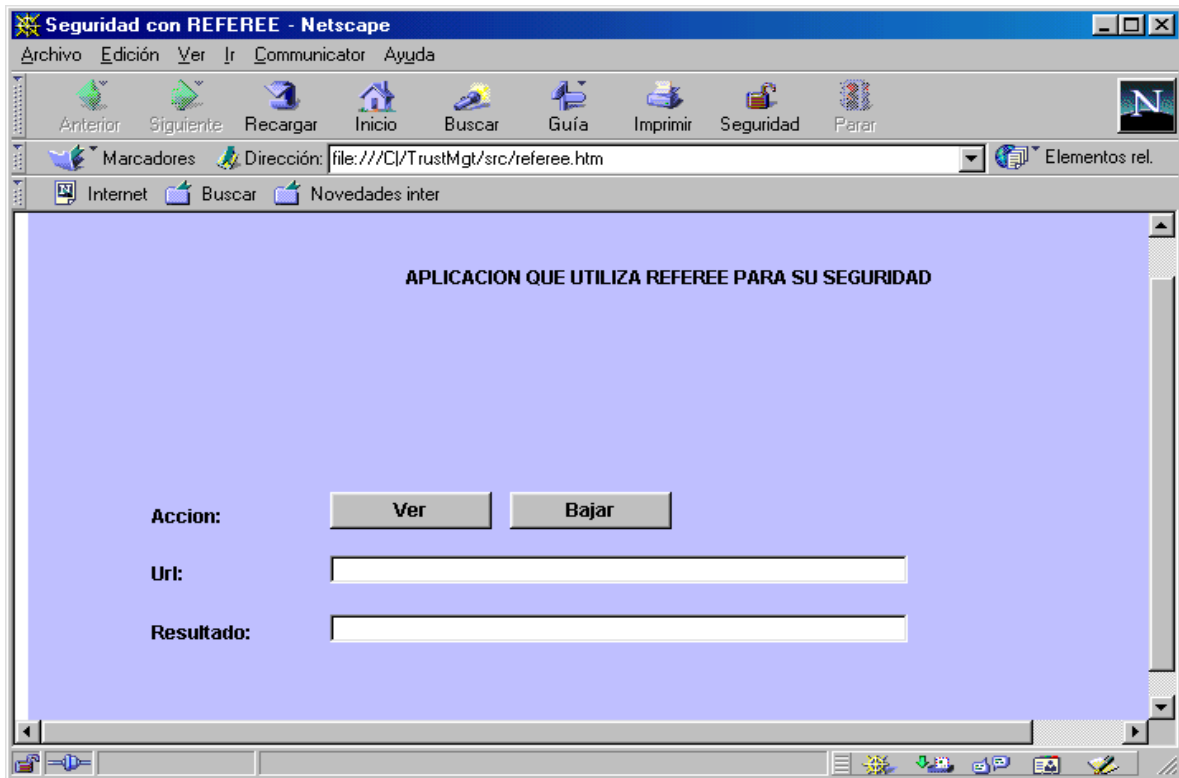 Seguridad con REFEREE - Netscape
Archivo Edición Ver Ir Communicator Ayuda
Anterior Siguiente Recargar Inicio Buscar Guía Imprimir Seguridad Parar
N
Marcadores Dirección: file:///C|/TrustMgt/src/referee.htm Elementos rel.
Internet Buscar Novedades inter
APLICACION QUE UTILIZA REFEREE PARA SU SEGURIDAD
Accion: Ver Bajar
Url:
Resultado: